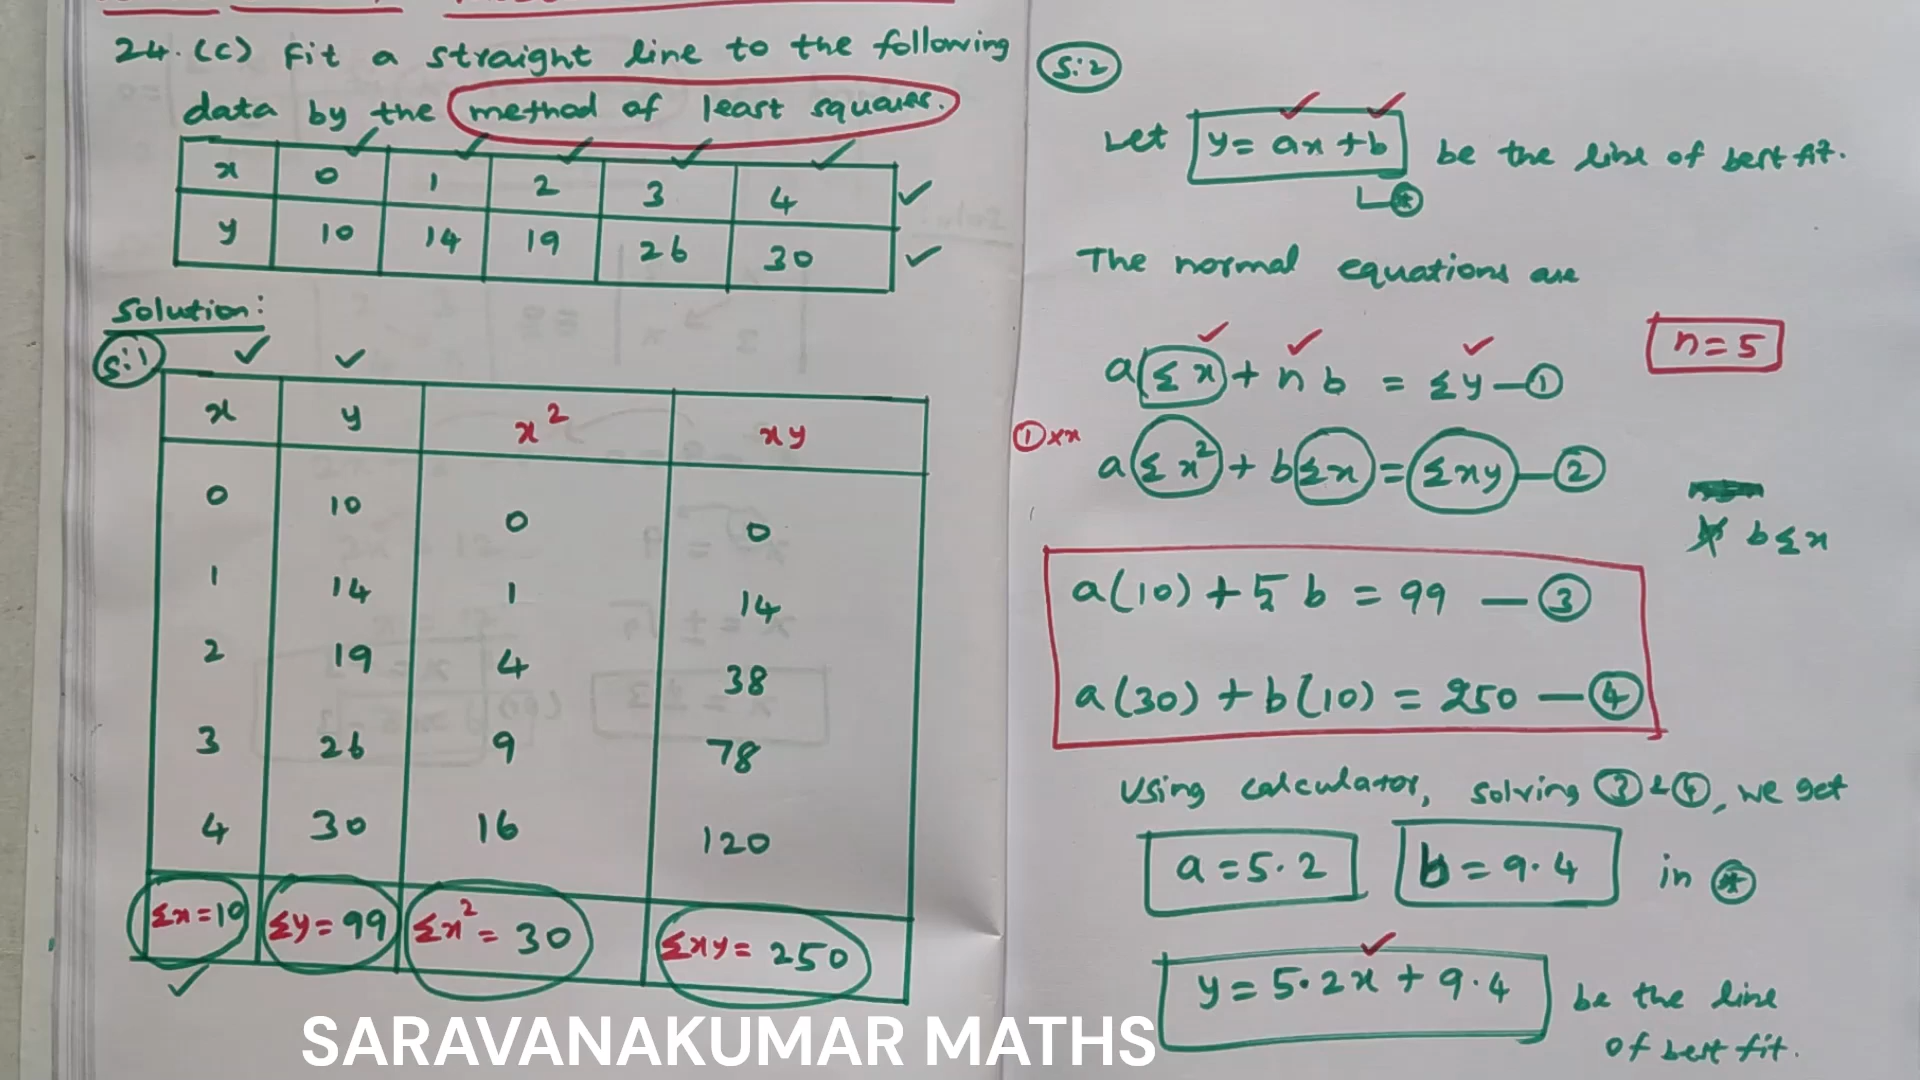 24.(c) Fit a straight line to the following
data by the method of least squares.
x 0 1 2 3 4
y 10 14 19 26 30
Solution:
S:1
x y x² xy
0 10 0 0
1 14 1 14
2 19 4 38
3 26 9 78
4 30 16 120
Σx=10 Σy=99 Σx²=30 Σxy=250
S:2
Let y=ax+b be the line of best fit.
*
The normal equations are
n=5
a Σx + nb = Σy —①
①×x
a Σx² + b Σx = Σxy —②
b Σx
a(10) + 5b = 99 —③
a(30) + b(10) = 250 —④
Using calculator, solving ③ & ④, we get
a=5.2 b=9.4 in *
y=5.2x+9.4 be the line
of best fit.
SARAVANAKUMAR MATHS